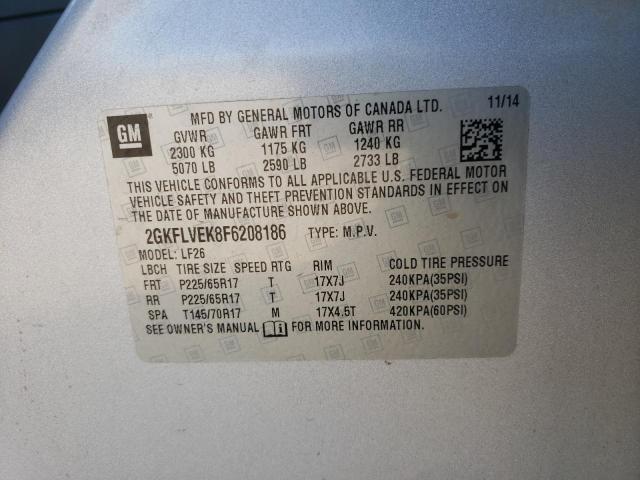 MFD BY GENERAL MOTORS OF CANADA LTD. 11/14
GM
GVWR GAWR FRT GAWR RR
2300 KG 1175 KG 1240 KG
5070 LB 2590 LB 2733 LB
THIS VEHICLE CONFORMS TO ALL APPLICABLE U.S. FEDERAL MOTOR
VEHICLE SAFETY AND THEFT PREVENTION STANDARDS IN EFFECT ON
THE DATE OF MANUFACTURE SHOWN ABOVE.
2GKFLVEK8F6208186 TYPE: M.P.V.
MODEL: LF26
LBCH TIRE SIZE SPEED RTG RIM COLD TIRE PRESSURE
FRT P225/65R17 T 17X7J 240KPA(35PSI)
RR P225/65R17 T 17X7J 240KPA(35PSI)
SPA T145/70R17 M 17X4.5T 420KPA(60PSI)
SEE OWNER'S MANUAL FOR MORE INFORMATION.